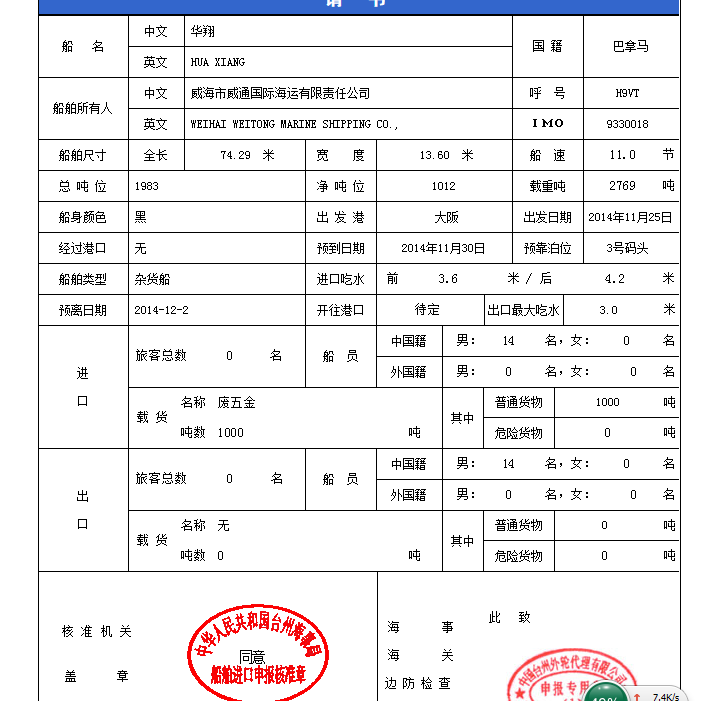 请 书
船 名 中文 华翔 国 籍 巴拿马
英文 HUA XIANG
船舶所有人 中文 威海市威通国际海运有限责任公司 呼 号 H9VT
英文 WEIHAI WEITONG MARINE SHIPPING CO., IMO 9330018
船舶尺寸 全长 74.29 米 宽 度 13.60 米 船 速 11.0 节
总 吨 位 1983 净 吨 位 1012 载重吨 2769 吨
船身颜色 黑 出 发 港 大阪 出发日期 2014年11月25日
经过港口 无 预到日期 2014年11月30日 预靠泊位 3号码头
船舶类型 杂货船 进口吃水 前 3.6 米 / 后 4.2 米
预离日期 2014-12-2 开往港口 待定 出口最大吃水 3.0 米
进口 旅客总数 0 名 船 员 中国籍 男: 14 名,女: 0 名
外国籍 男: 0 名,女: 0 名
载 货 名称 废五金 其中 普通货物 1000 吨
吨数 1000 吨 危险货物 0 吨
出口 旅客总数 0 名 船 员 中国籍 男: 14 名,女: 0 名
外国籍 男: 0 名,女: 0 名
载 货 名称 无 其中 普通货物 0 吨
吨数 0 吨 危险货物 0 吨
核 准 机 关
盖 章
中华人民共和国台州海事局
同意
船舶进口申报核准章
此 致
海 事
海 关
边 防 检 查
中国台州外轮代理有限公司
申报专用
7.4K/s